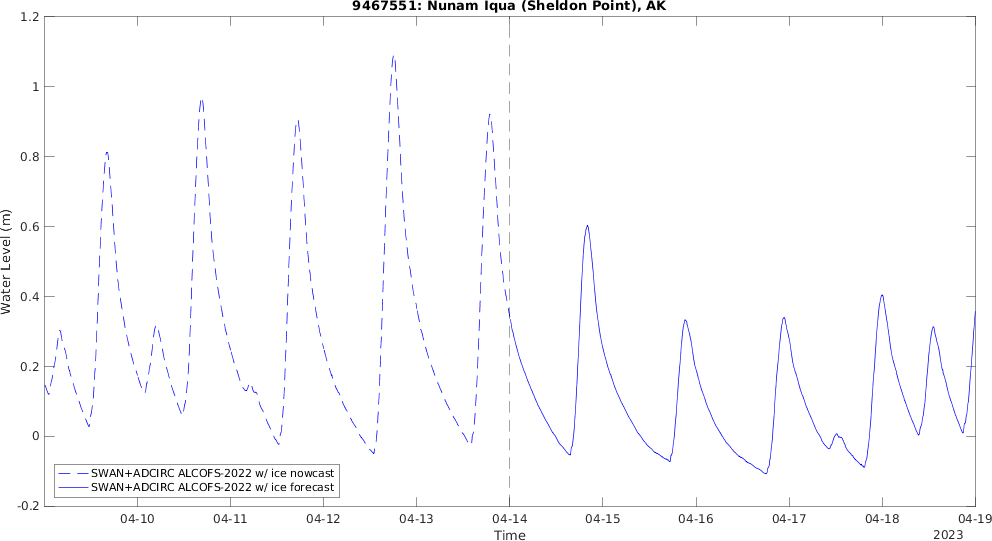 9467551: Nunam Iqua (Sheldon Point), AK
1.2
1
0.8
0.6
0.4
0.2
0
-0.2
Water Level (m)
SWAN+ADCIRC ALCOFS-2022 w/ ice nowcast
SWAN+ADCIRC ALCOFS-2022 w/ ice forecast
04-10 04-11 04-12 04-13 04-14 04-15 04-16 04-17 04-18 04-19
Time
2023